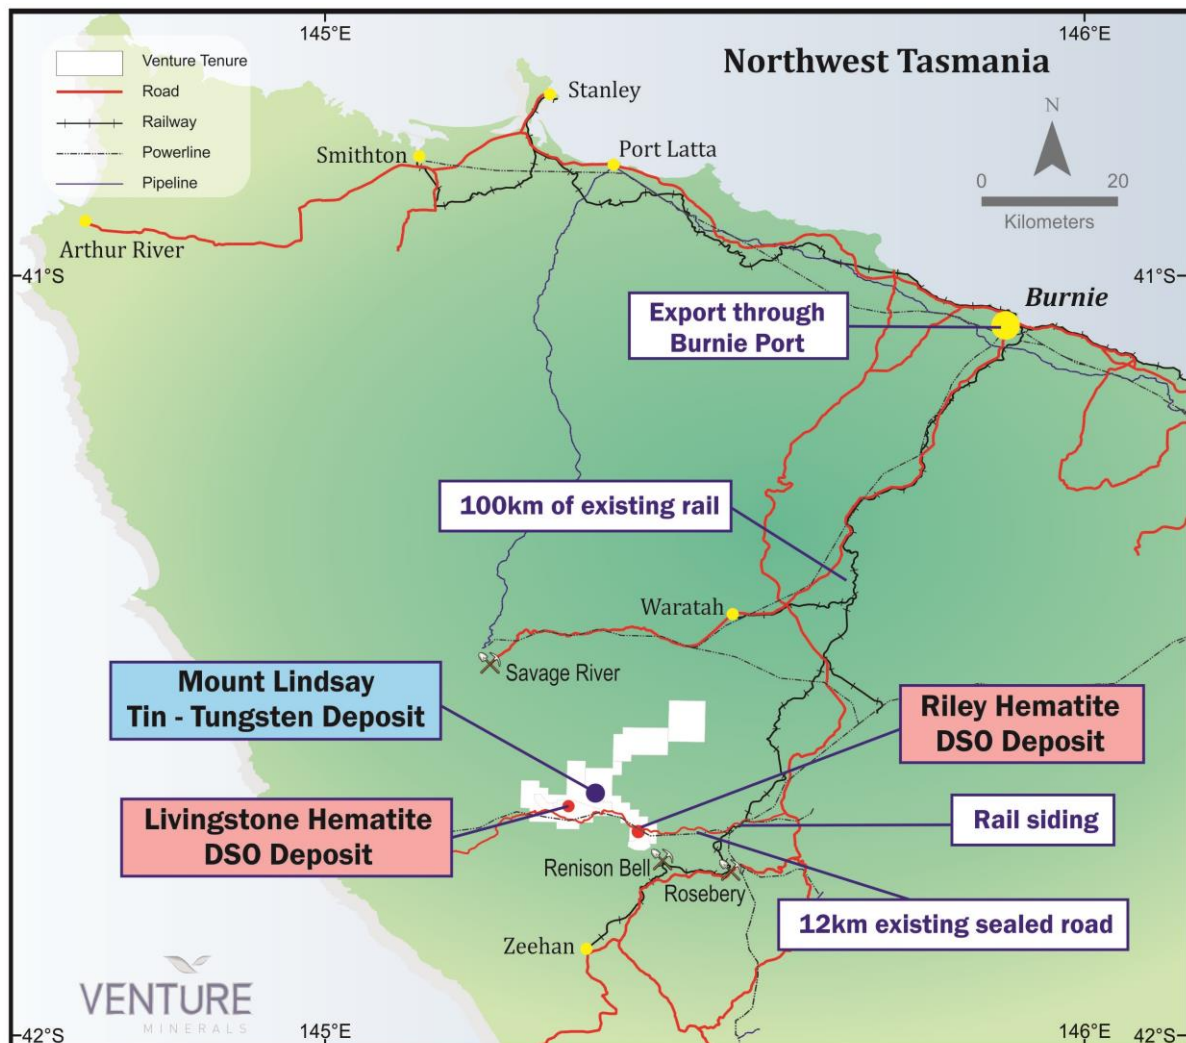 145°E
146°E
Northwest Tasmania
Venture Tenure
Road
Railway
Powerline
Pipeline
N
0
20
Kilometers
Stanley
Smithton
Port Latta
Arthur River
41°S
41°S
Burnie
Export through
Burnie Port
100km of existing rail
Waratah
Savage River
Mount Lindsay
Tin - Tungsten Deposit
Riley Hematite
DSO Deposit
Livingstone Hematite
DSO Deposit
Rail siding
Renison Bell
Rosebery
12km existing sealed road
Zeehan
VENTURE
MINERALS
42°S
145°E
146°E
42°S